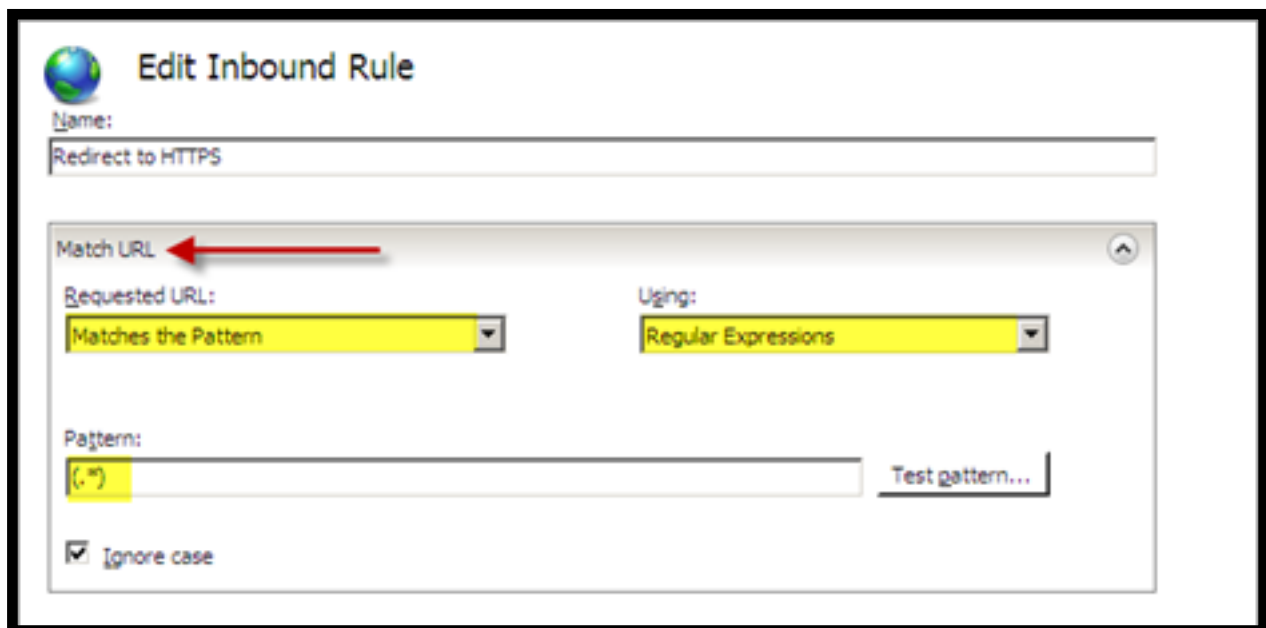 Edit Inbound Rule
Name:
Redirect to HTTPS
Match URL
Requested URL: Using:
Matches the Pattern Regular Expressions
Pattern:
(.*) Test pattern...
Ignore case